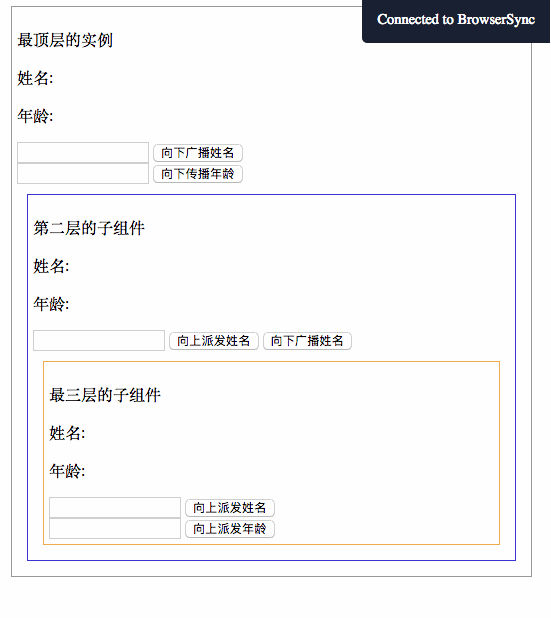 Connected to BrowserSync
最顶层的实例
姓名:
年龄:
向下广播姓名
向下传播年龄
第二层的子组件
姓名:
年龄:
向上派发姓名 向下广播姓名
最三层的子组件
姓名:
年龄:
向上派发姓名
向上派发年龄